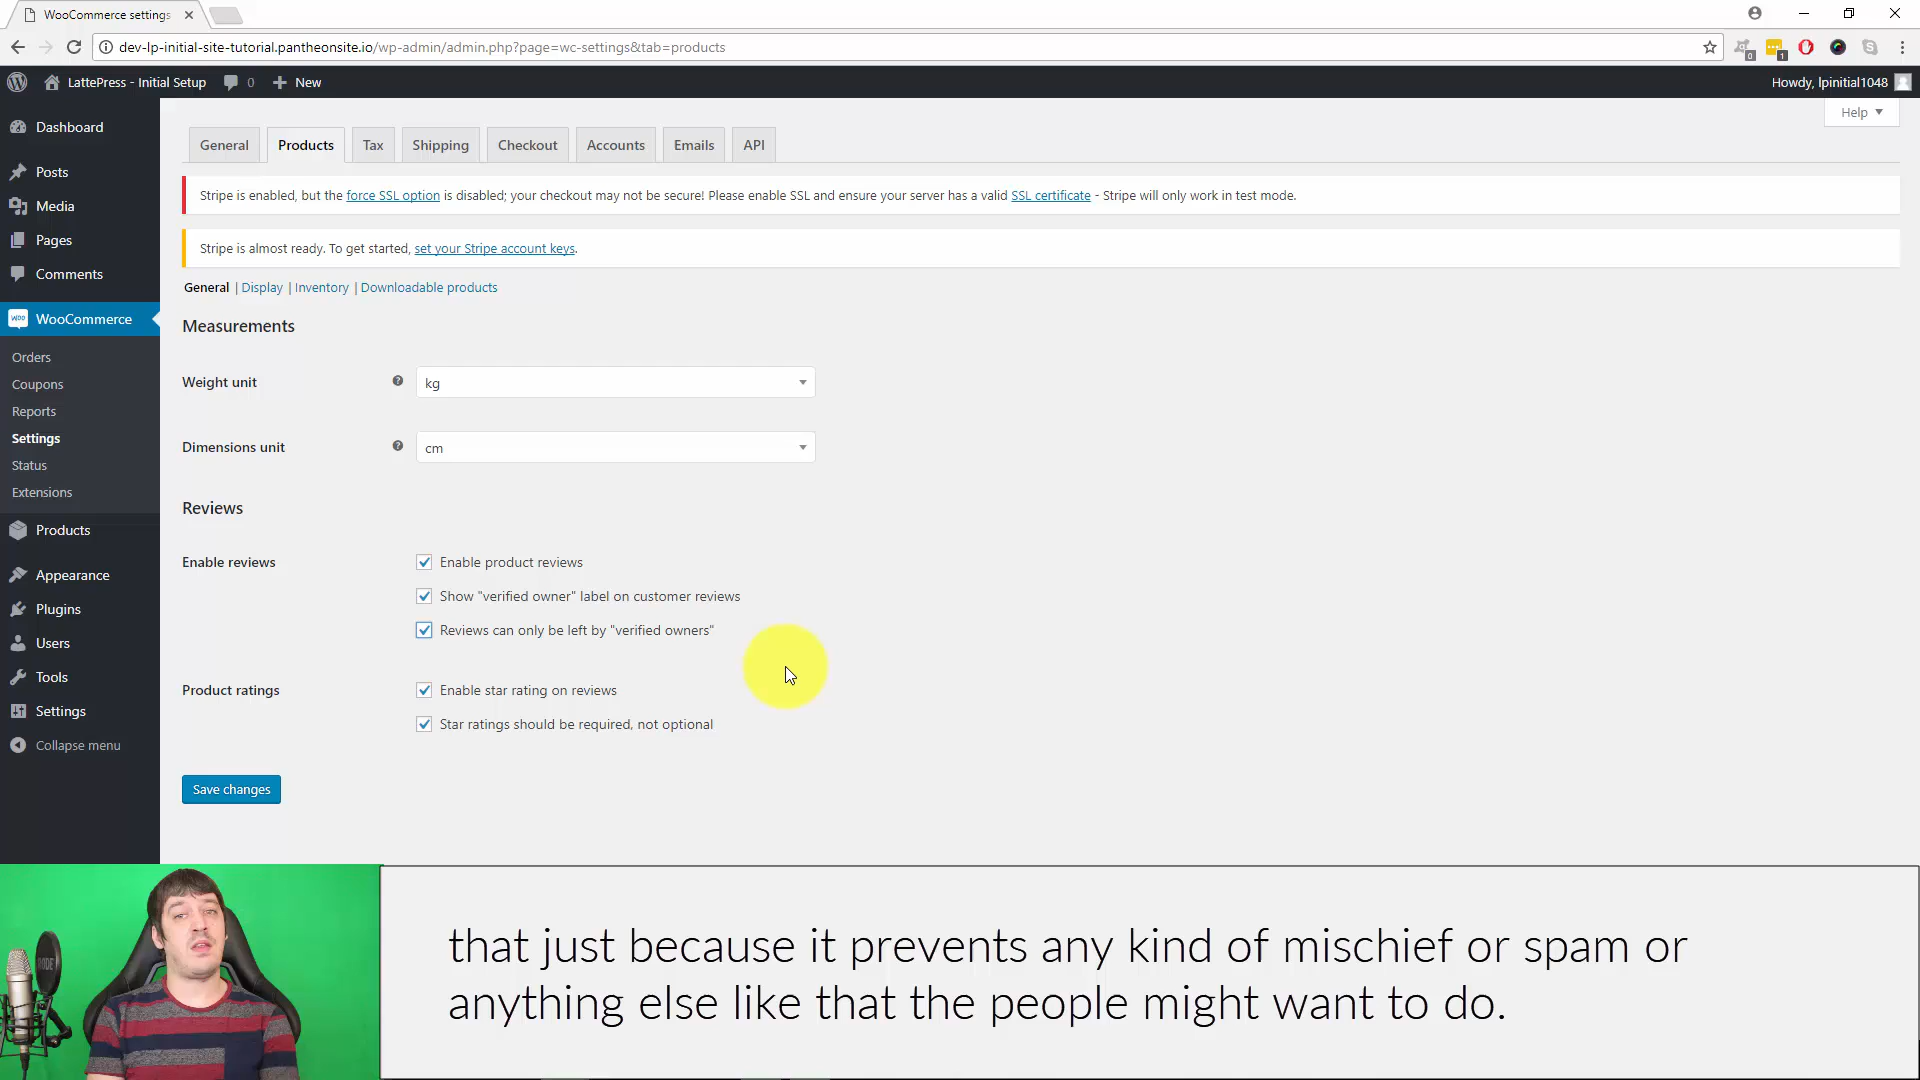 WooCommerce settings
dev-lp-initial-site-tutorial.pantheonsite.io/wp-admin/admin.php?page=wc-settings&tab=products
0
1
LattePress - Initial Setup
0
New
Howdy, lpinitial1048
Help
Dashboard
Posts
Media
Pages
Comments
WooCommerce
Orders
Coupons
Reports
Settings
Status
Extensions
Products
Appearance
Plugins
Users
Tools
Settings
Collapse menu
General Products Tax Shipping Checkout Accounts Emails API
Stripe is enabled, but the force SSL option is disabled; your checkout may not be secure! Please enable SSL and ensure your server has a valid SSL certificate - Stripe will only work in test mode.
Stripe is almost ready. To get started, set your Stripe account keys.
General | Display | Inventory | Downloadable products
Measurements
Weight unit ? kg
Dimensions unit ? cm
Reviews
Enable reviews Enable product reviews
Show "verified owner" label on customer reviews
Reviews can only be left by "verified owners"
Product ratings Enable star rating on reviews
Star ratings should be required, not optional
Save changes
RODE
that just because it prevents any kind of mischief or spam or
anything else like that the people might want to do.